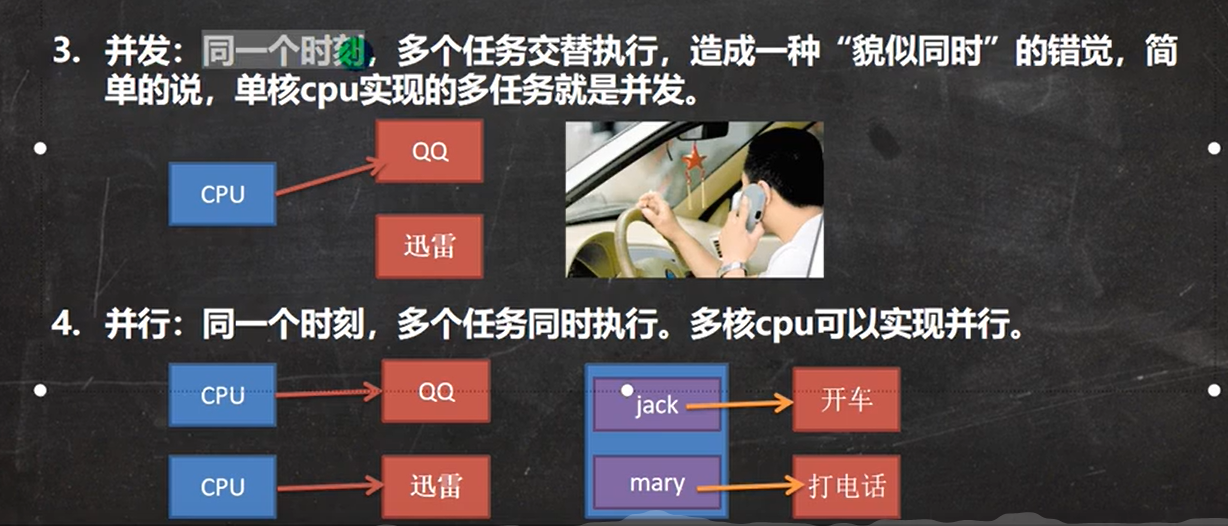 3. 并发：同一个时刻，多个任务交替执行，造成一种“貌似同时”的错觉，简
单的说，单核cpu实现的多任务就是并发。
QQ
CPU
迅雷
4. 并行：同一个时刻，多个任务同时执行。多核cpu可以实现并行。
CPU
QQ
jack
开车
CPU
迅雷
mary
打电话